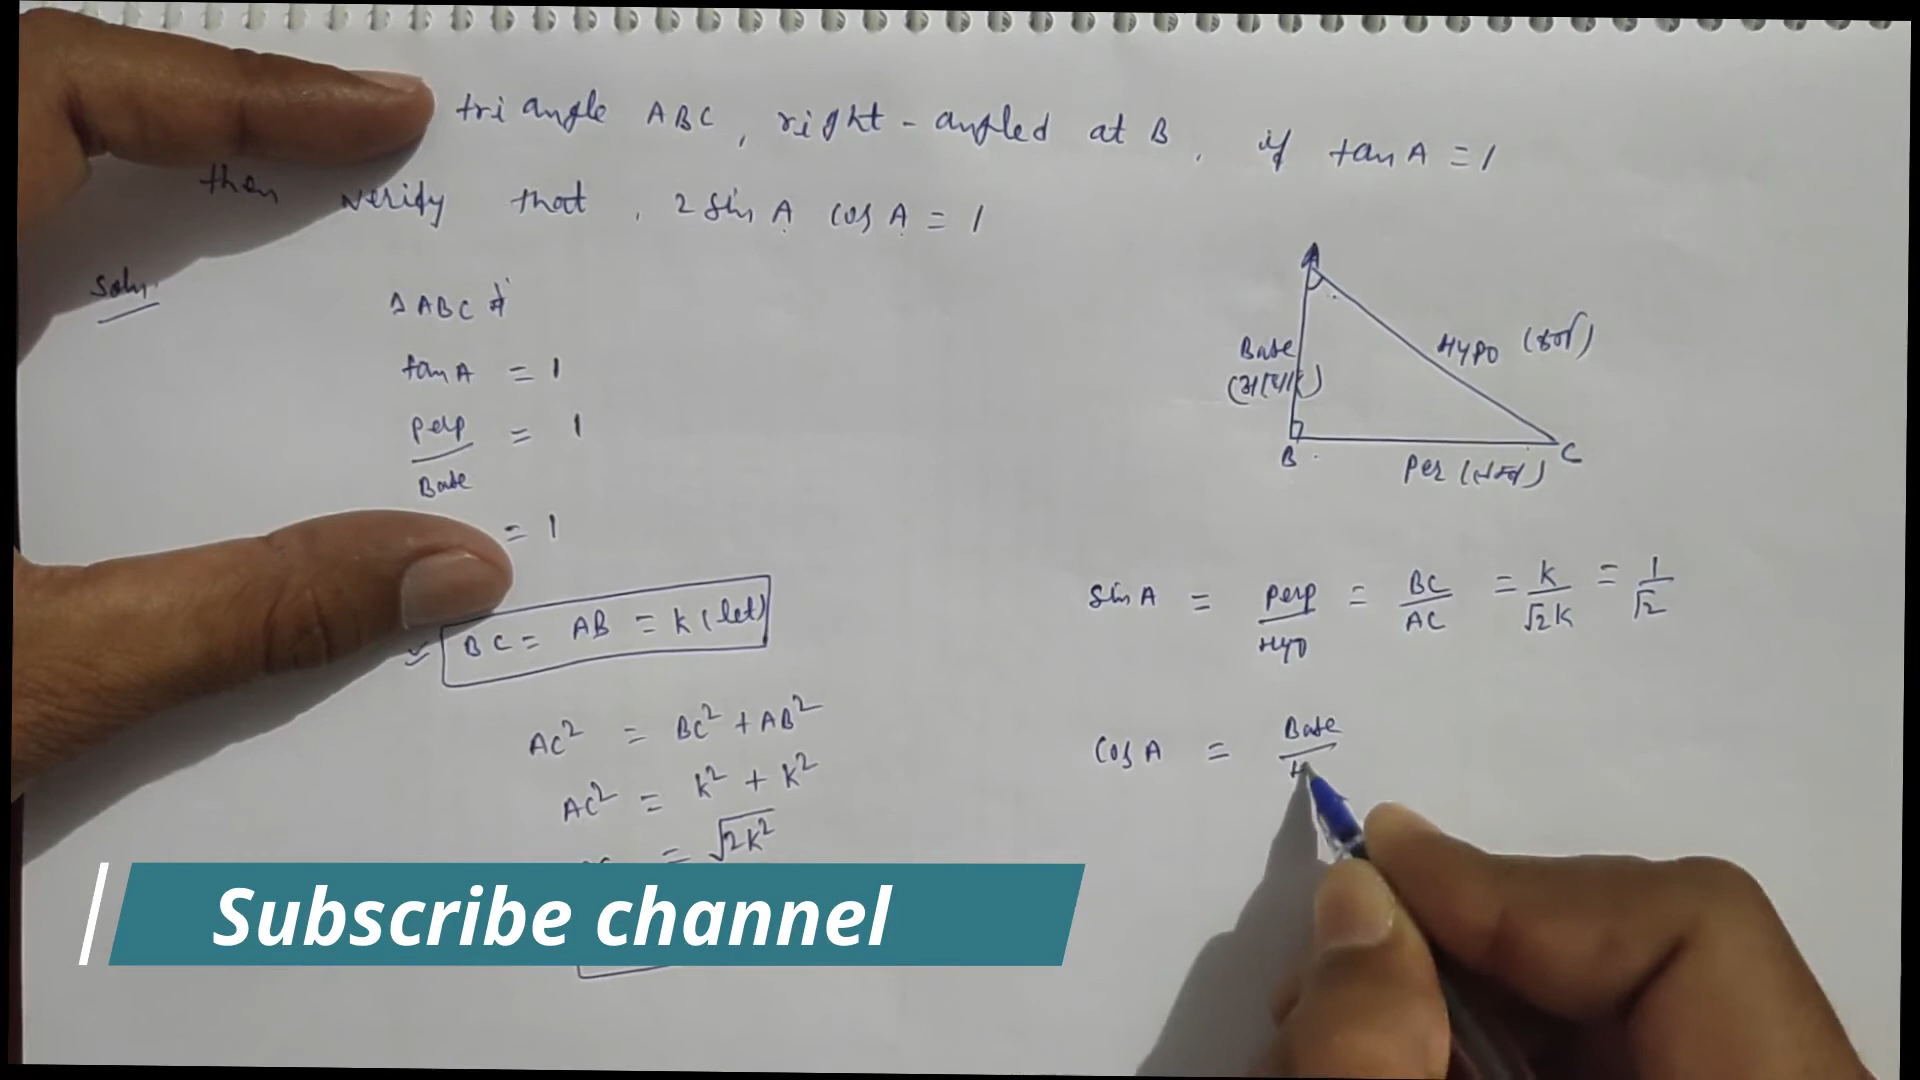 triangle ABC, right-angled at B, if tan A = 1
then verify that, 2 sin A cos A = 1
Soln.
Δ ABC में
tan A = 1
Perp/Base = 1
= 1
BC = AB = k (let)
AC² = BC² + AB²
AC² = k² + k²
= √2k²
A
Base
Hypo (कर्ण)
B
C
Per (लम्ब)
sin A = Perp/Hyp = BC/AC = k/√2k = 1/√2
cos A = Base/
Subscribe channel